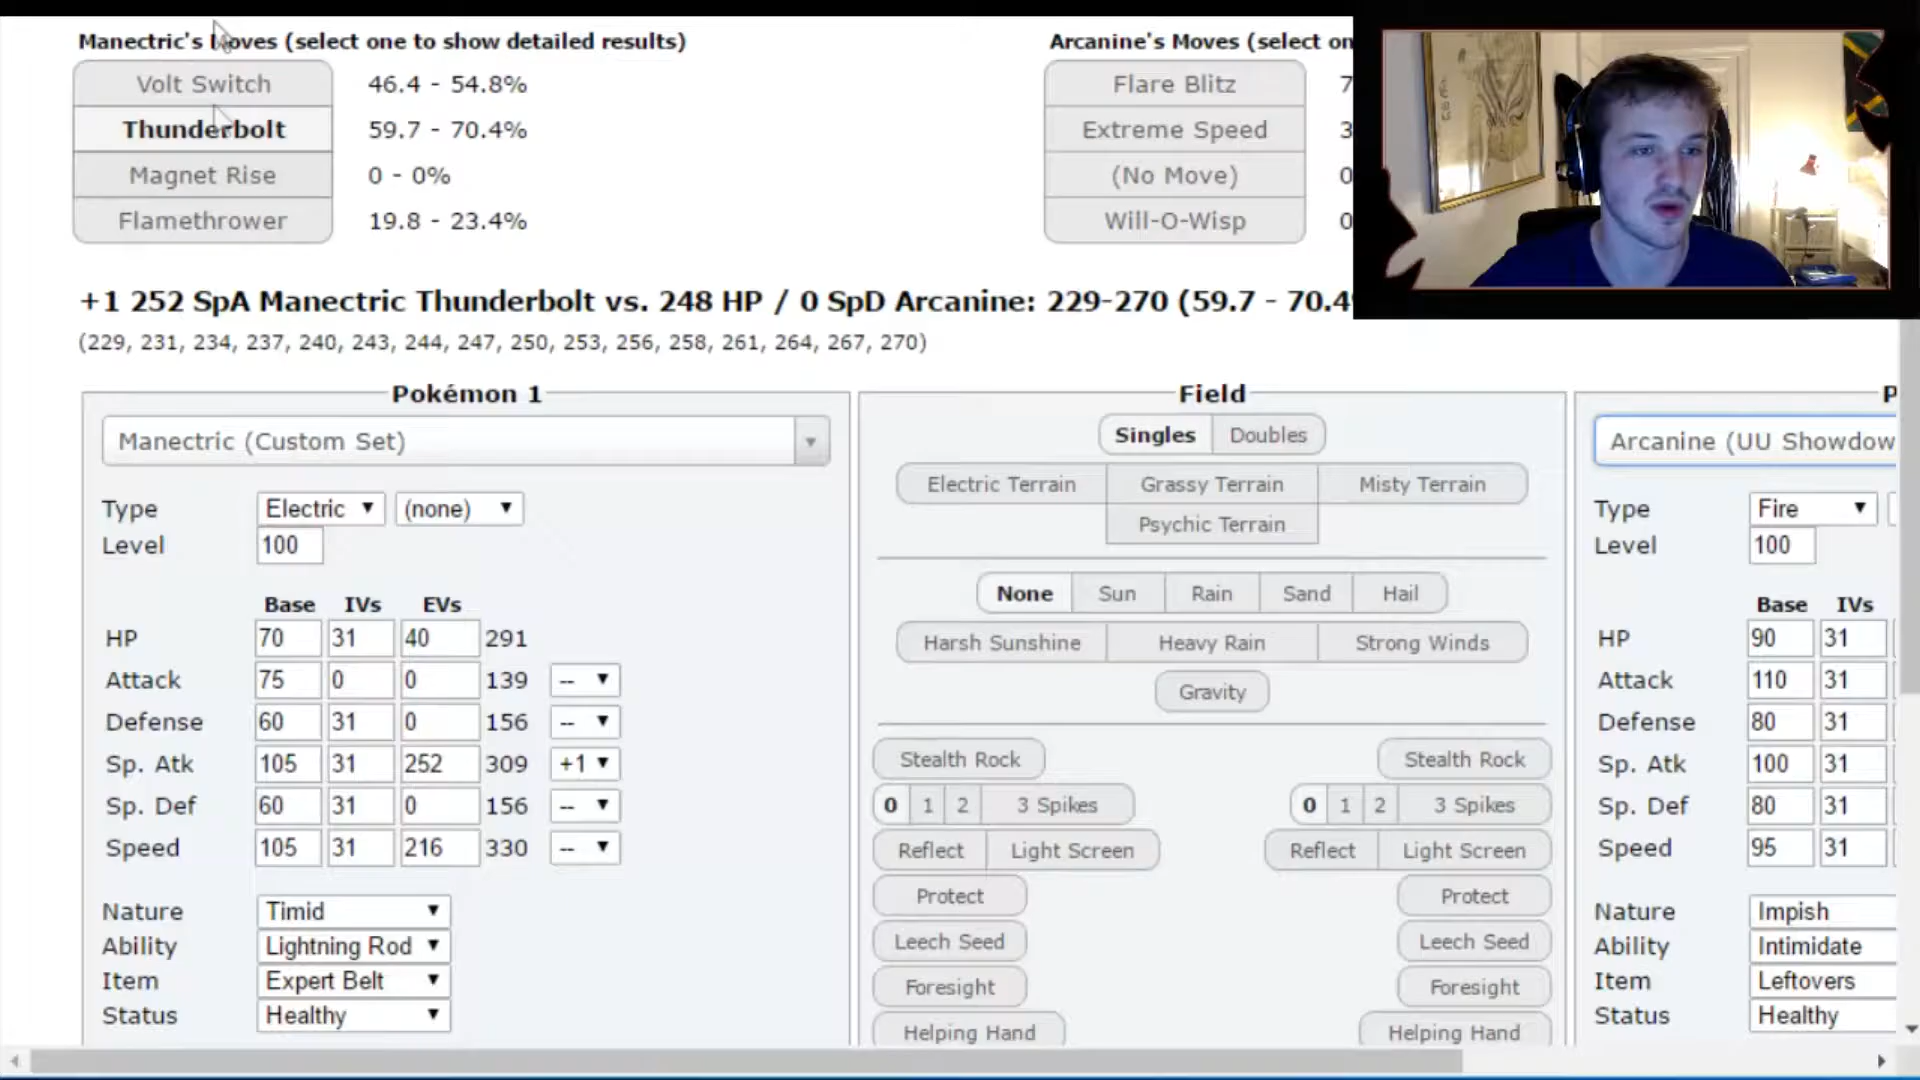 Manectric's Moves (select one to show detailed results)
Arcanine's Moves (select on
Volt Switch 46.4 - 54.8%
Flare Blitz 7
Thunderbolt 59.7 - 70.4%
Extreme Speed 3
Magnet Rise 0 - 0%
(No Move) 0
Flamethrower 19.8 - 23.4%
Will-O-Wisp 0
+1 252 SpA Manectric Thunderbolt vs. 248 HP / 0 SpD Arcanine: 229-270 (59.7 - 70.4
(229, 231, 234, 237, 240, 243, 244, 247, 250, 253, 256, 258, 261, 264, 267, 270)
Pokémon 1
Manectric (Custom Set)
Type Electric (none)
Level 100
Base IVs EVs
HP 70 31 40 291
Attack 75 0 0 139 --
Defense 60 31 0 156 --
Sp. Atk 105 31 252 309 +1
Sp. Def 60 31 0 156 --
Speed 105 31 216 330 --
Nature Timid
Ability Lightning Rod
Item Expert Belt
Status Healthy
Field
Singles Doubles
Electric Terrain Grassy Terrain Misty Terrain
Psychic Terrain
None Sun Rain Sand Hail
Harsh Sunshine Heavy Rain Strong Winds
Gravity
Stealth Rock Stealth Rock
0 1 2 3 Spikes 0 1 2 3 Spikes
Reflect Light Screen Reflect Light Screen
Protect Protect
Leech Seed Leech Seed
Foresight Foresight
Helping Hand Helping Hand
P
Arcanine (UU Showdow
Type Fire
Level 100
Base IVs
HP 90 31
Attack 110 31
Defense 80 31
Sp. Atk 100 31
Sp. Def 80 31
Speed 95 31
Nature Impish
Ability Intimidate
Item Leftovers
Status Healthy